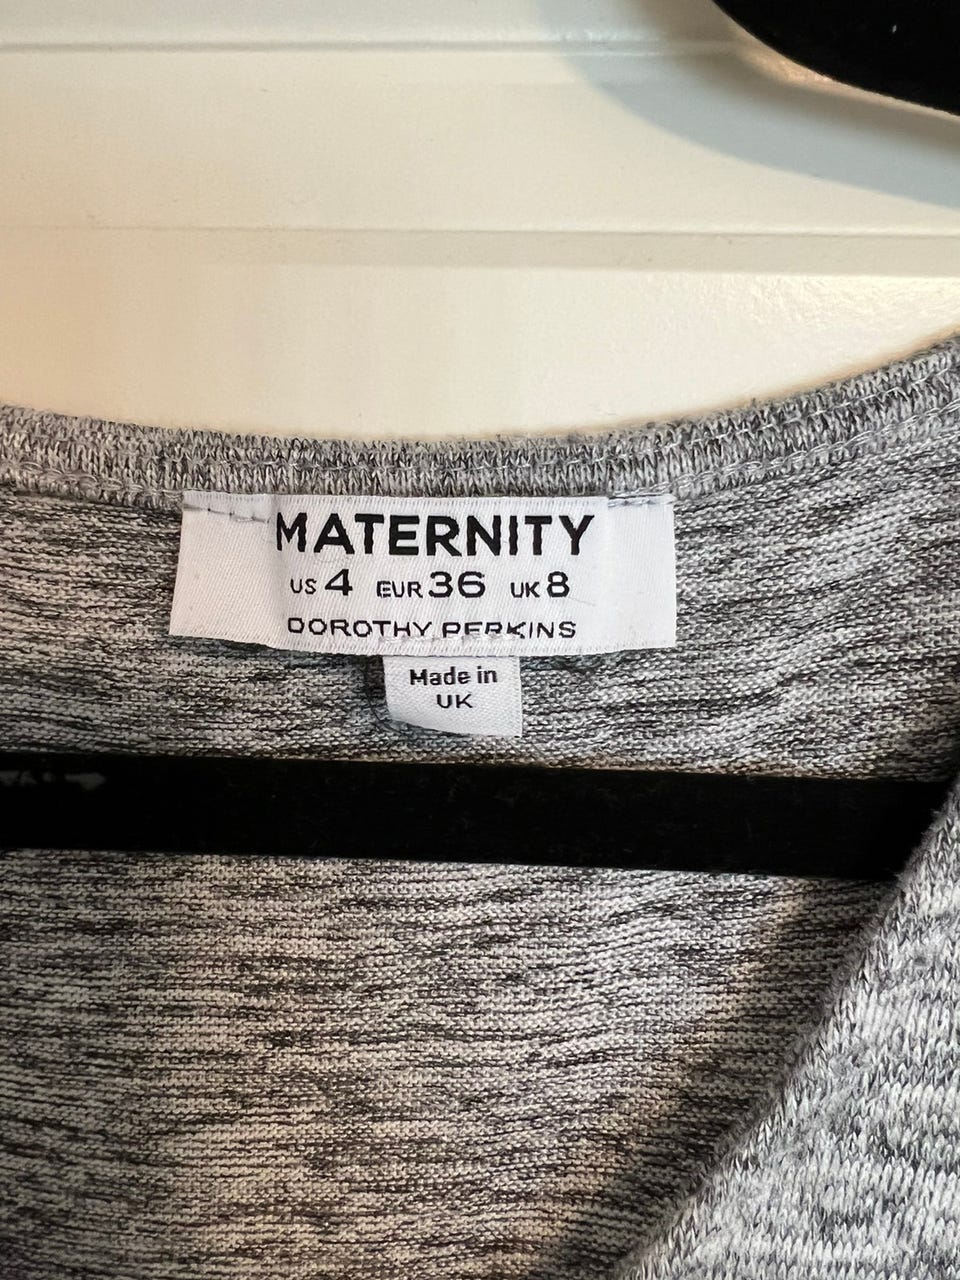 MATERNITY
US 4 EUR 36 UK 8
DOROTHY PERKINS
Made in
UK